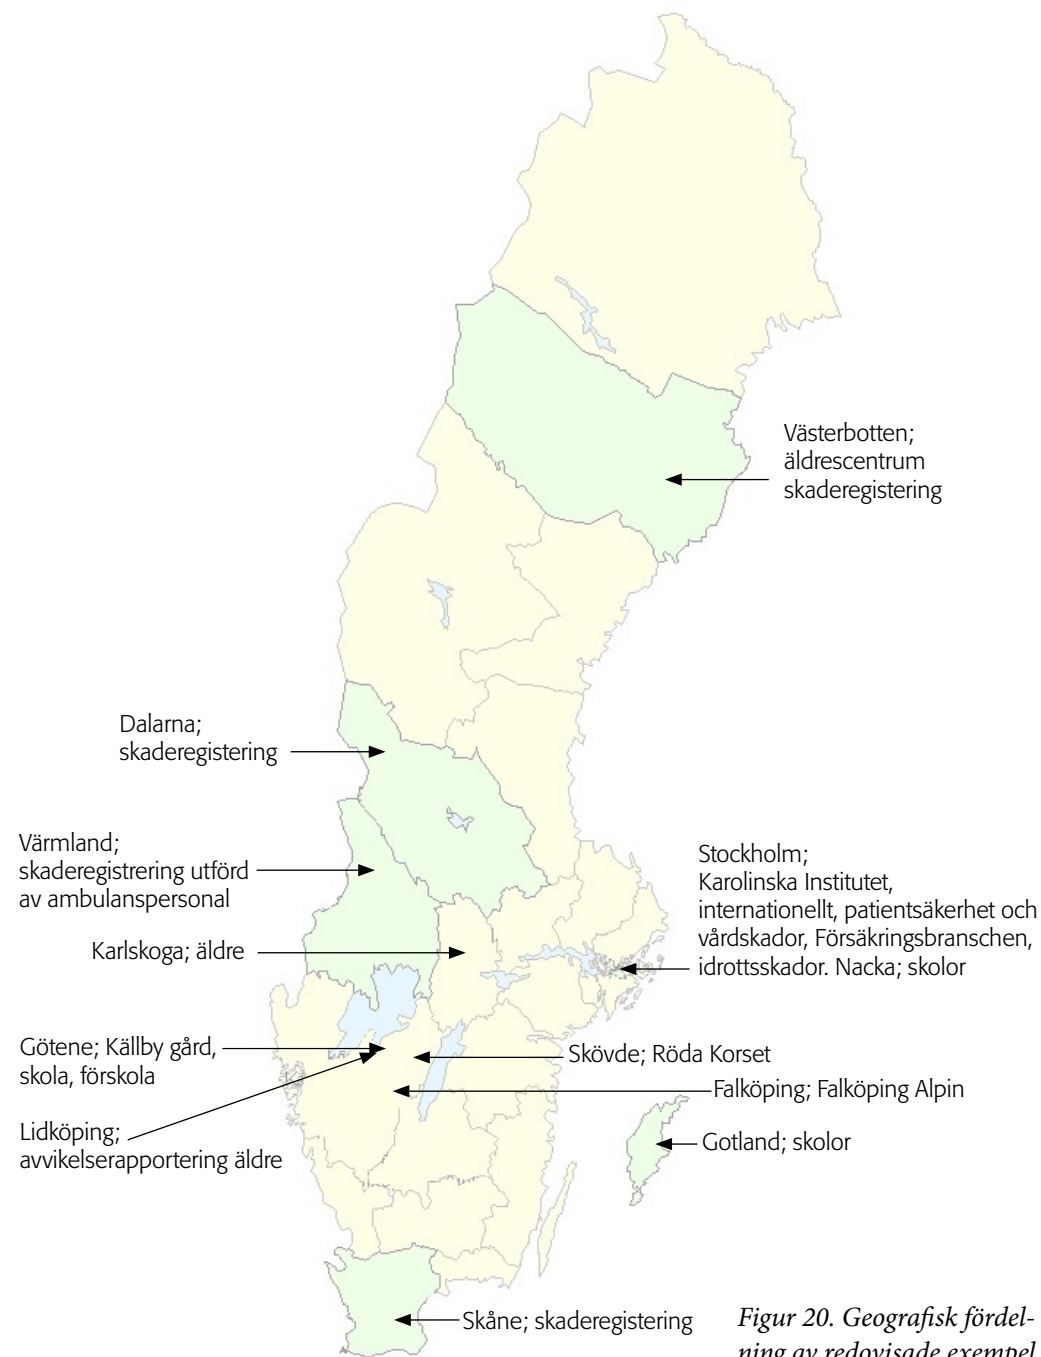 Västerbotten;
äldrescentrum
skaderegistering
Dalarna;
skaderegistering
Värmland;
skaderegistrering utförd
av ambulanspersonal
Stockholm;
Karolinska Institutet,
internationellt, patientsäkerhet och
vårdskador, Försäkringsbranschen,
idrottsskador. Nacka; skolor
Karlskoga; äldre
Götene; Källby gård,
skola, förskola
Skövde; Röda Korset
Falköping; Falköping Alpin
Lidköping;
avvikelserapportering äldre
Gotland; skolor
Skåne; skaderegistering
Figur 20. Geografisk fördel-
ning av redovisade exempel